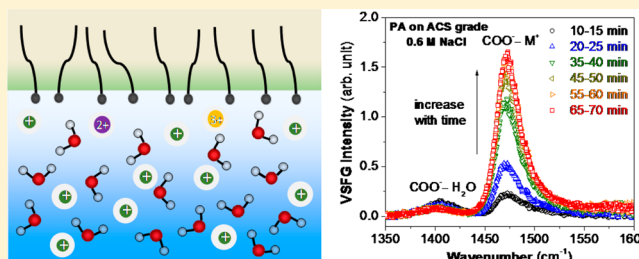 +
2+
+
+
+
+
+
+
+
+
+
VSFG Intensity (arb. unit)
2.0
1.5
1.0
0.5
0.0
PA on ACS grade
0.6 M NaCl
COO⁻– M⁺
10-15 min
20-25 min
35-40 min
45-50 min
55-60 min
65-70 min
increase
with time
COO⁻– H₂O
1350 1400 1450 1500 1550 1600
Wavenumber (cm⁻¹)